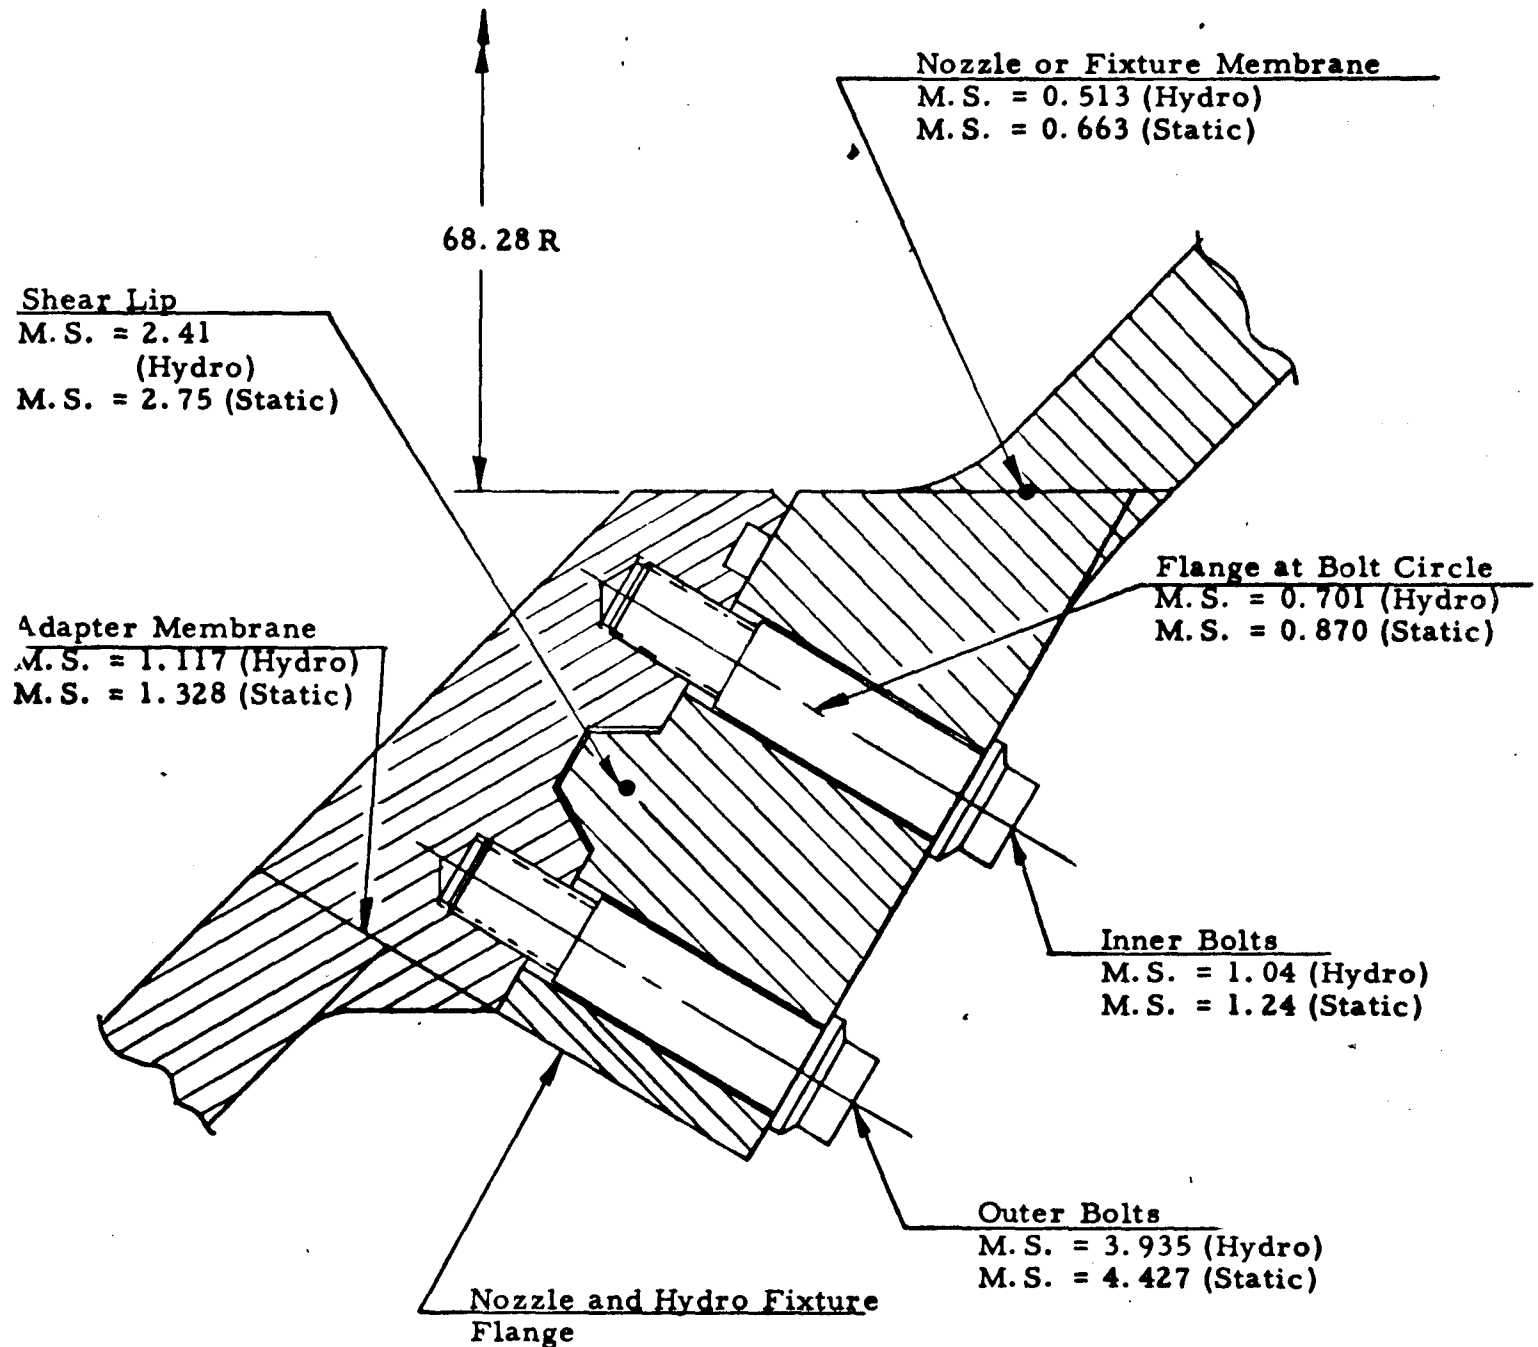 Nozzle or Fixture Membrane
M.S. = 0.513 (Hydro)
M.S. = 0.663 (Static)
68.28 R
Shear Lip
M.S. = 2.41
(Hydro)
M.S. = 2.75 (Static)
Flange at Bolt Circle
M.S. = 0.701 (Hydro)
M.S. = 0.870 (Static)
Adapter Membrane
M.S. = 1.117 (Hydro)
M.S. = 1.328 (Static)
Inner Bolts
M.S. = 1.04 (Hydro)
M.S. = 1.24 (Static)
Outer Bolts
M.S. = 3.935 (Hydro)
M.S. = 4.427 (Static)
Nozzle and Hydro Fixture
Flange